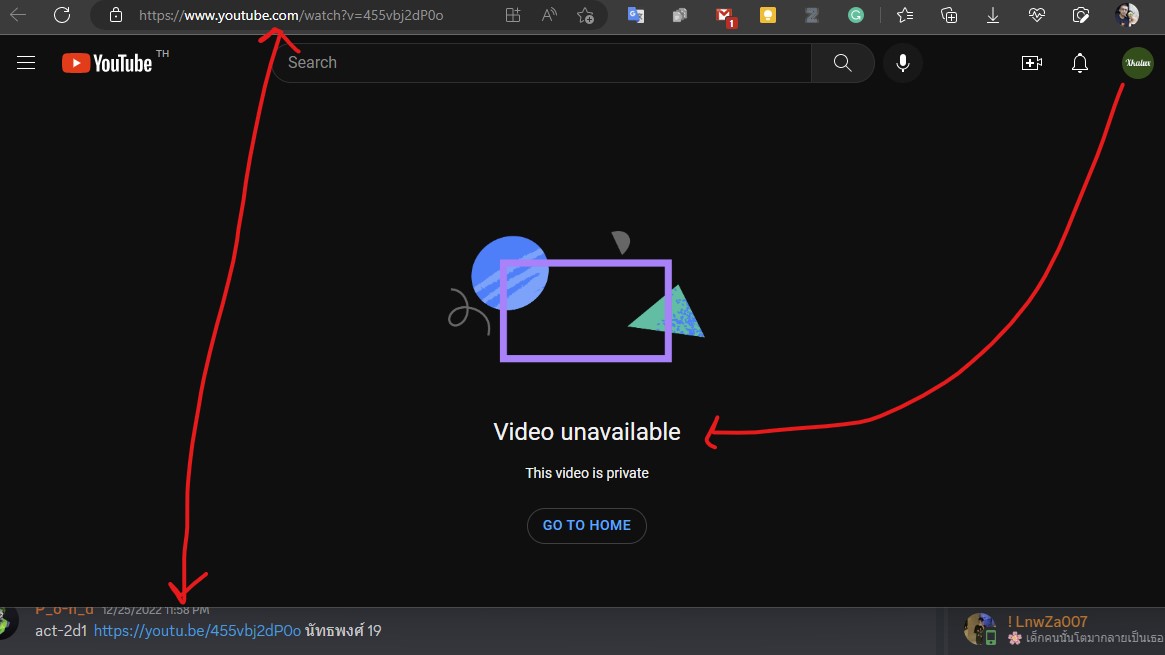 https://www.youtube.com/watch?v=455vbj2dP0o
1
YouTube TH
Search
Xkalux
Video unavailable
This video is private
GO TO HOME
P_o-n_d 12/25/2022 11:58 PM
act-2d1 https://youtu.be/455vbj2dP0o นัทธพงศ์ 19
! LnwZa007
🌸 เด็กคนนั้นโตมากลายเป็นเธอ